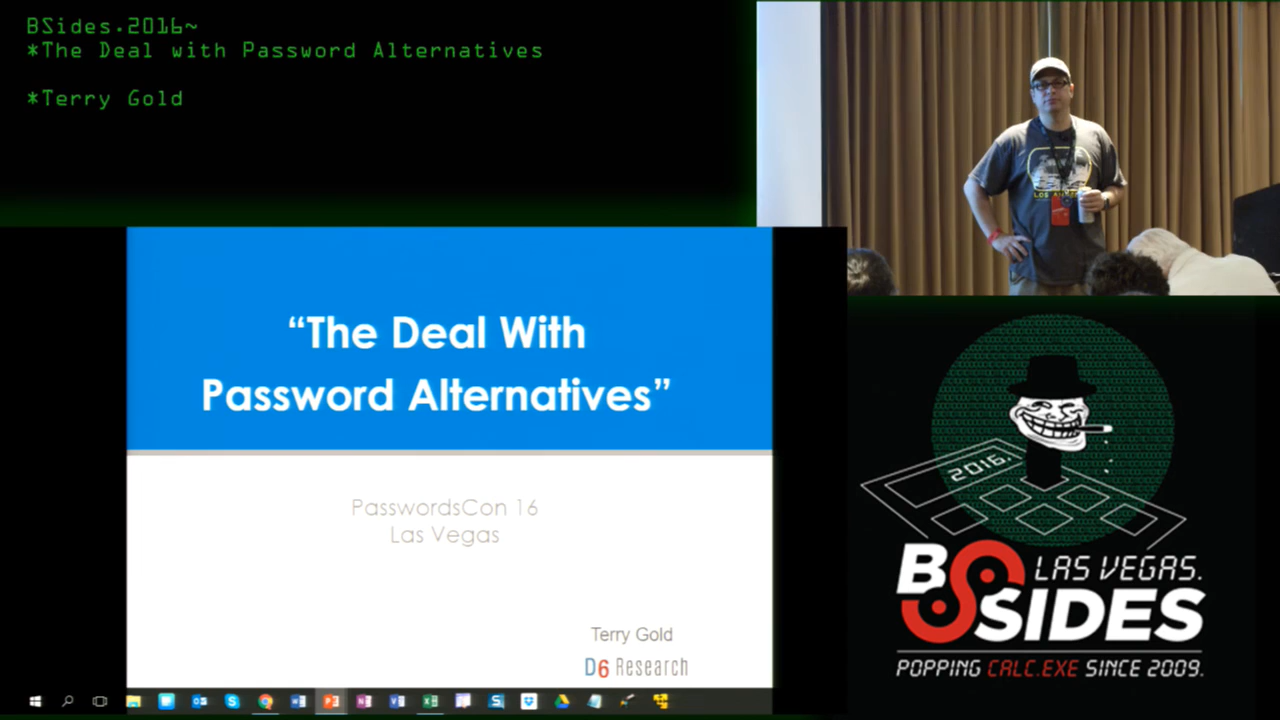 BSides.2016~
*The Deal with Password Alternatives
*Terry Gold
“The Deal With
Password Alternatives”
PasswordsCon 16
Las Vegas
Terry Gold
D6 Research
2016.
BSIDES
LAS VEGAS.
POPPING CALC.EXE SINCE 2009.